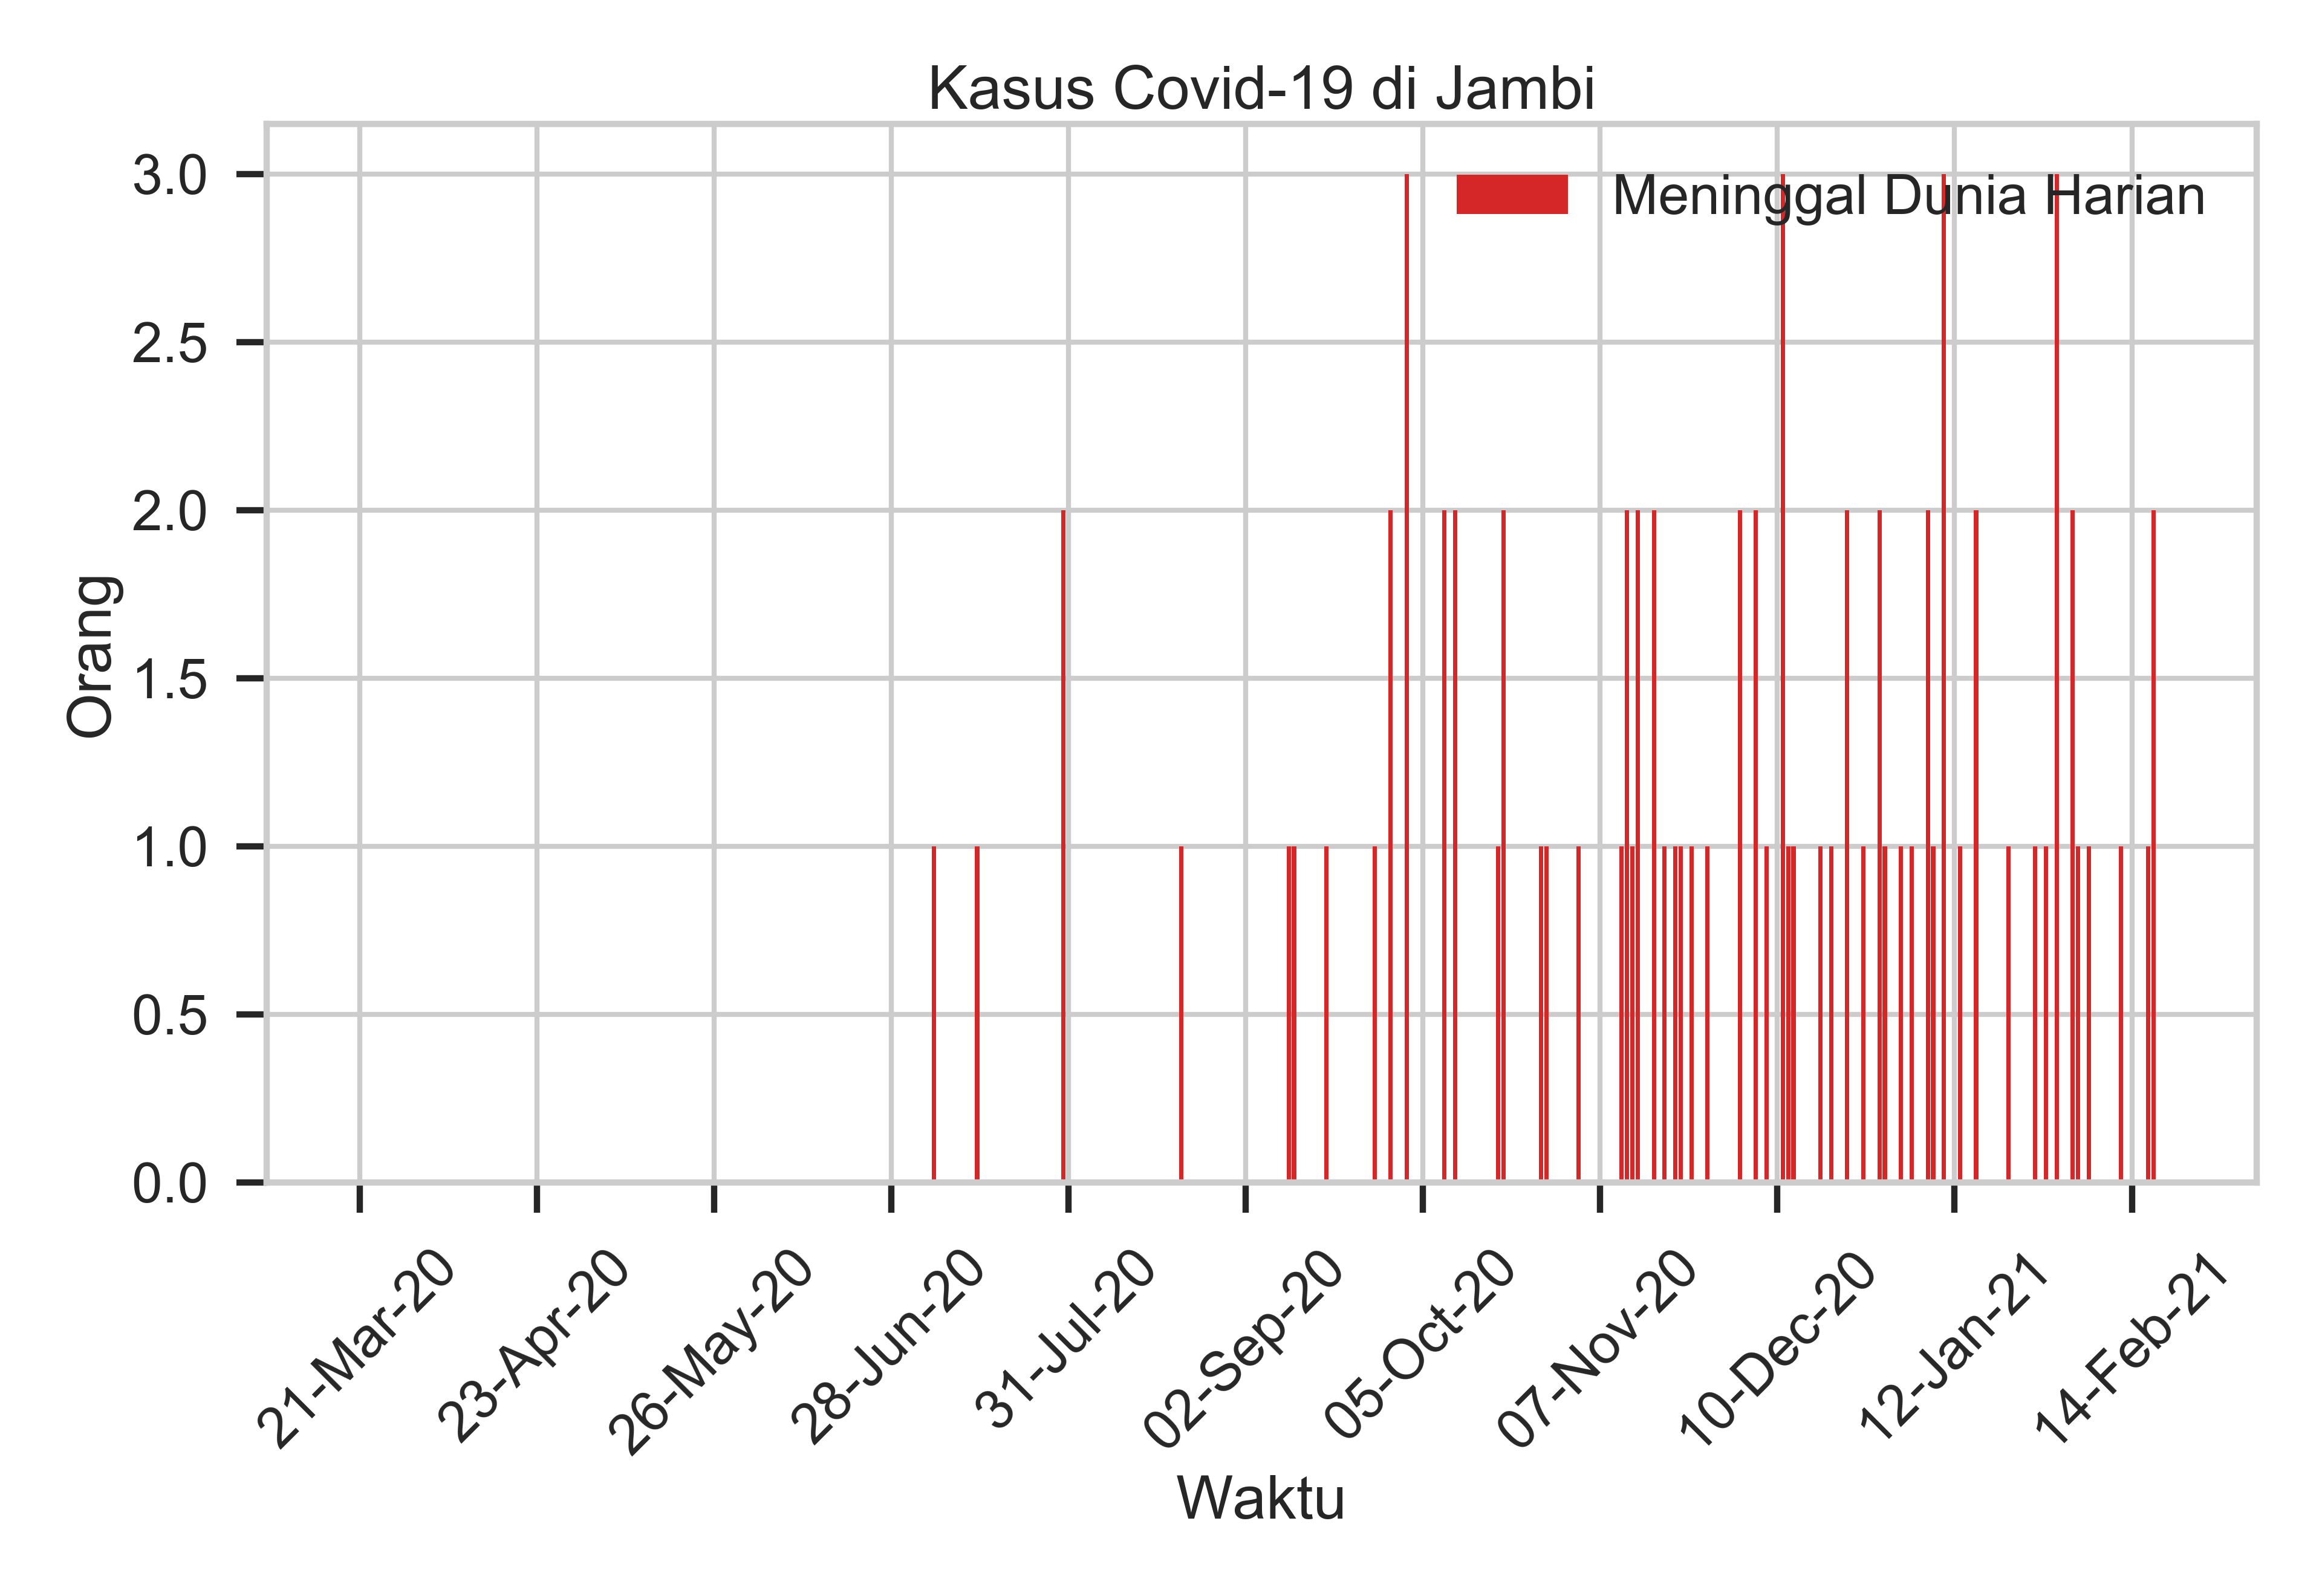 Kasus Covid-19 di Jambi
Meninggal Dunia Harian
3.0
2.5
2.0
1.5
1.0
0.5
0.0
Orang
21-Mar-20
23-Apr-20
26-May-20
28-Jun-20
31-Jul-20
02-Sep-20
05-Oct-20
07-Nov-20
10-Dec-20
12-Jan-21
14-Feb-21
Waktu